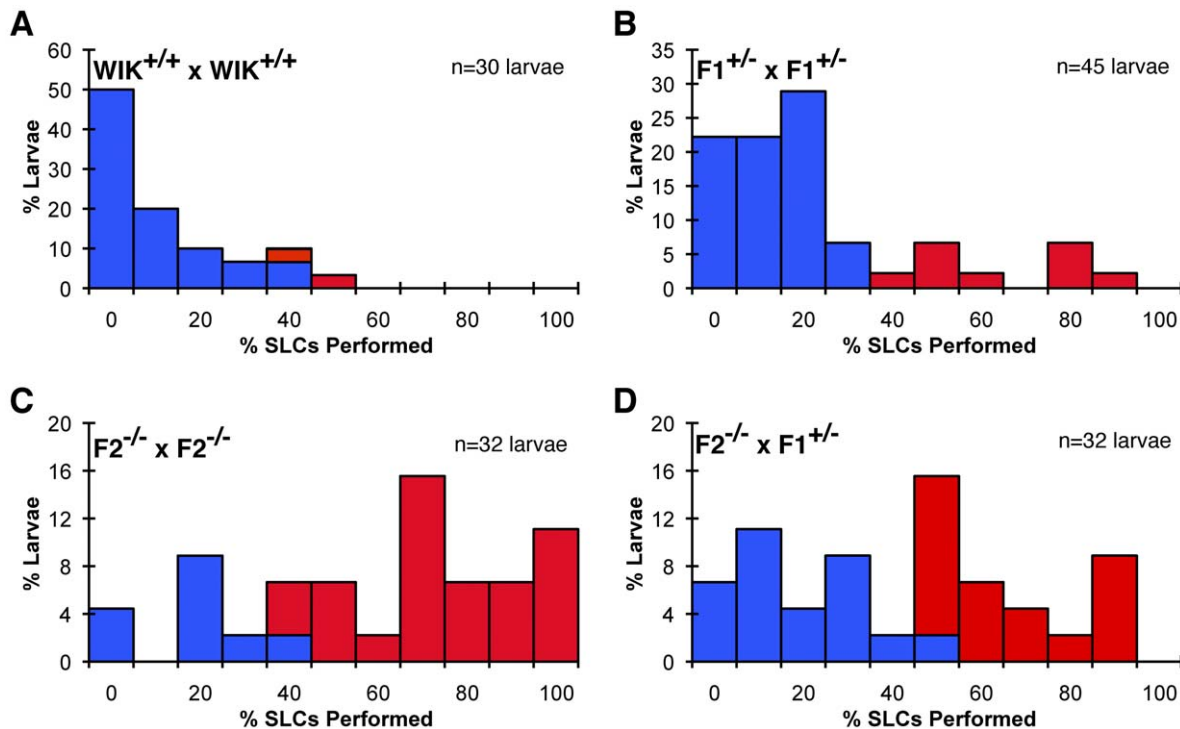 A
WIK+/+ x WIK+/+
n=30 larvae
% Larvae
60
50
40
30
20
10
0
0 20 40 60 80 100
% SLCs Performed
B
F1+/- x F1+/-
n=45 larvae
% Larvae
35
30
25
20
15
10
5
0
0 20 40 60 80 100
% SLCs Performed
C
F2-/- x F2-/-
n=32 larvae
% Larvae
20
16
12
8
4
0
0 20 40 60 80 100
% SLCs Performed
D
F2-/- x F1+/-
n=32 larvae
% Larvae
20
16
12
8
4
0
0 20 40 60 80 100
% SLCs Performed